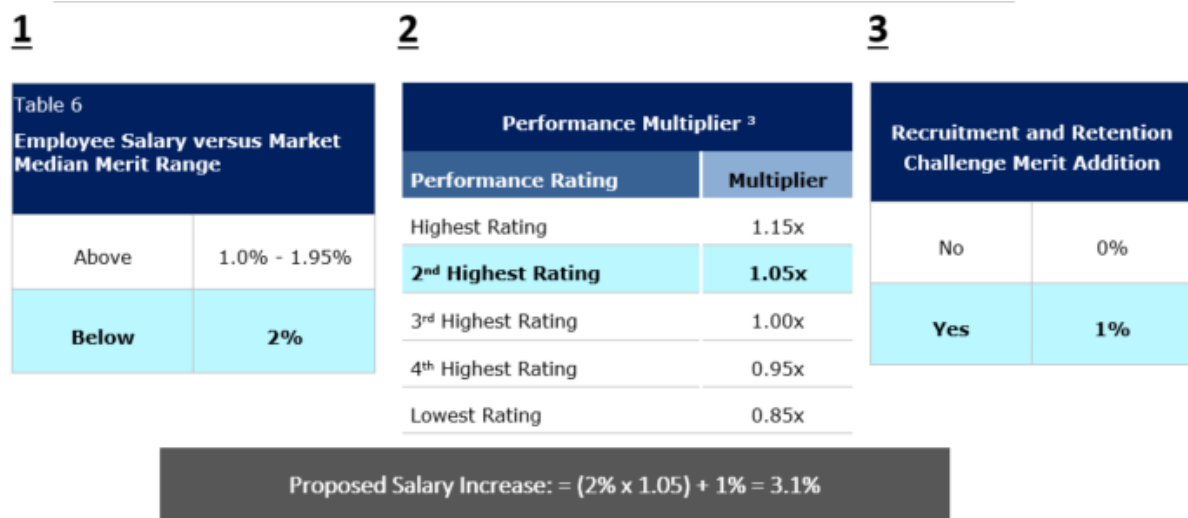 1
2
3
Table 6
Employee Salary versus Market
Median Merit Range
Above 1.0% - 1.95%
Below 2%
Performance Multiplier ³
Performance Rating Multiplier
Highest Rating 1.15x
2ⁿᵈ Highest Rating 1.05x
3ʳᵈ Highest Rating 1.00x
4ᵗʰ Highest Rating 0.95x
Lowest Rating 0.85x
Recruitment and Retention
Challenge Merit Addition
No 0%
Yes 1%
Proposed Salary Increase: = (2% x 1.05) + 1% = 3.1%